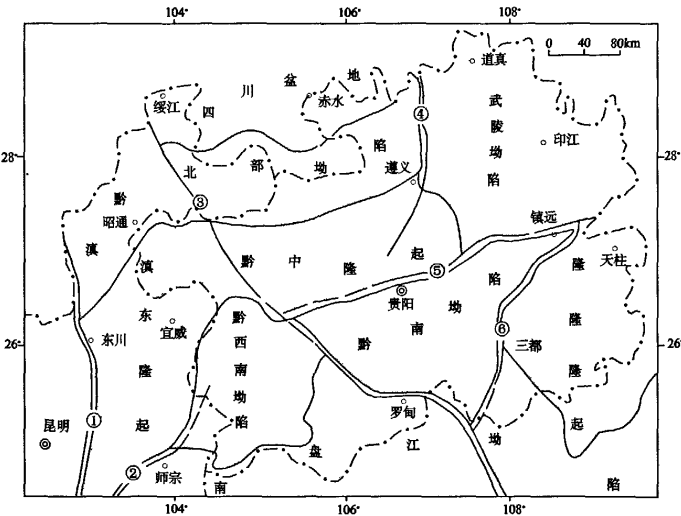 104°
106°
108°
0 40 80km
道真
绥江
四川盆地
赤水
④
武陵坳陷
印江
28°
28°
黔北部坳陷
遵义
③
昭通
镇远
滇
滇东隆起
黔中隆起
⑤
天柱
隆隆隆起
贵阳
黔南坳陷
⑥
三都
26°
26°
东川
宜威
黔西南坳陷
①
昆明
罗甸
②
师宗
南盘江坳陷
104°
106°
108°